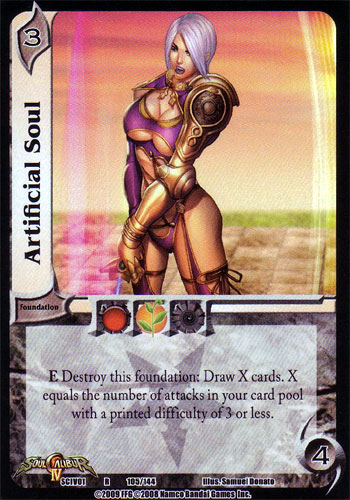 3
Artificial Soul
Foundation
E Destroy this foundation: Draw X cards. X
equals the number of attacks in your card pool
with a printed difficulty of 3 or less.
4
SOULCALIBUR
IV
SCIV01 R 105/144 Illus. Samuel Donato
©2009 FFG ©2008 Namco Bandai Games Inc.